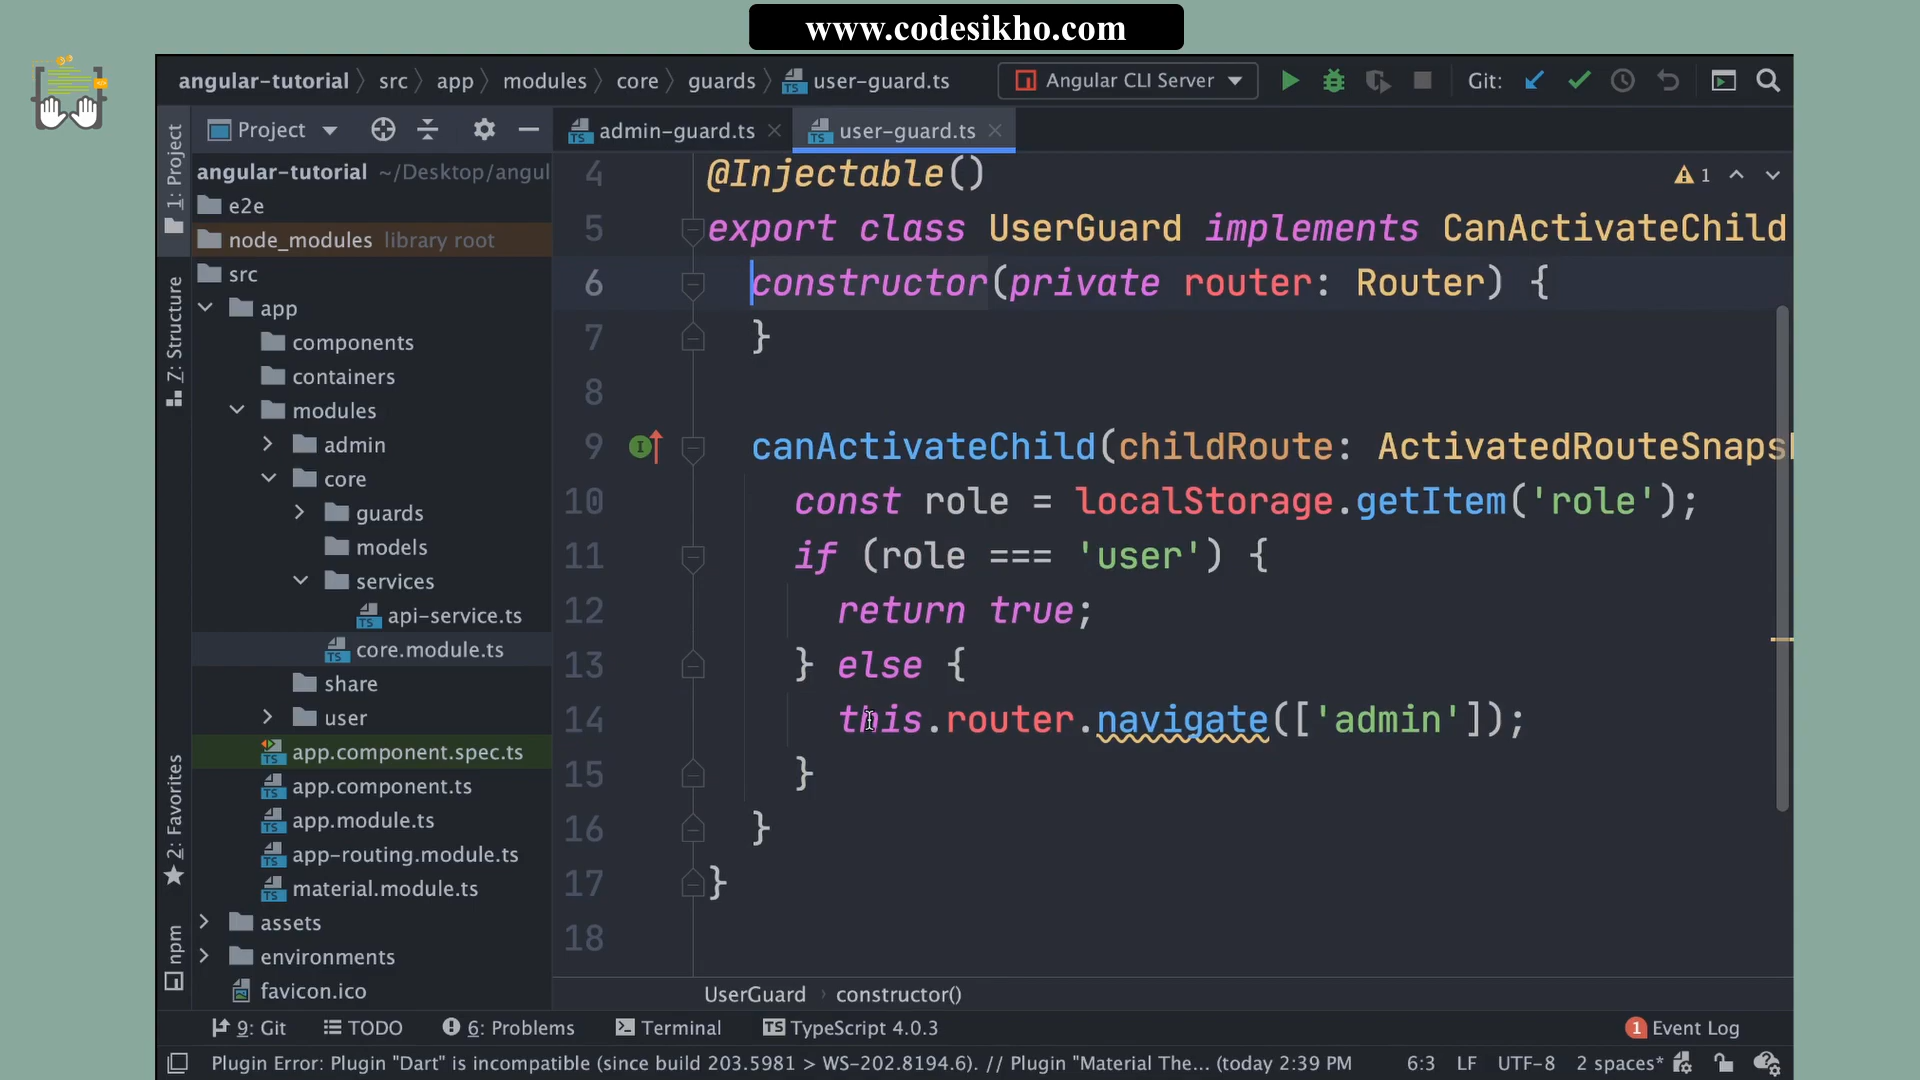 www.codesikho.com
angular-tutorial src app modules core guards user-guard.ts Angular CLI Server Git:
Project
admin-guard.ts user-guard.ts
1: Project
Z: Structure
2: Favorites
npm
angular-tutorial ~/Desktop/angul
e2e
node_modules library root
src
app
components
containers
modules
admin
core
guards
models
services
api-service.ts
core.module.ts
share
user
app.component.spec.ts
app.component.ts
app.module.ts
app-routing.module.ts
material.module.ts
assets
environments
favicon.ico
1
4 @Injectable()
5 export class UserGuard implements CanActivateChild
6 constructor(private router: Router) {
7 }
8
9 canActivateChild(childRoute: ActivatedRouteSnapsh
10 const role = localStorage.getItem('role');
11 if (role === 'user') {
12 return true;
13 } else {
14 this.router.navigate(['admin']);
15 }
16 }
17 }
18
UserGuard constructor()
9: Git TODO 6: Problems Terminal TypeScript 4.0.3 1 Event Log
Plugin Error: Plugin "Dart" is incompatible (since build 203.5981 > WS-202.8194.6). // Plugin "Material The... (today 2:39 PM 6:3 LF UTF-8 2 spaces*